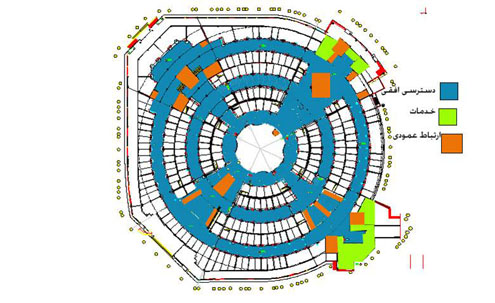 دسترسی افقی
خدمات
ارتباط عمودی